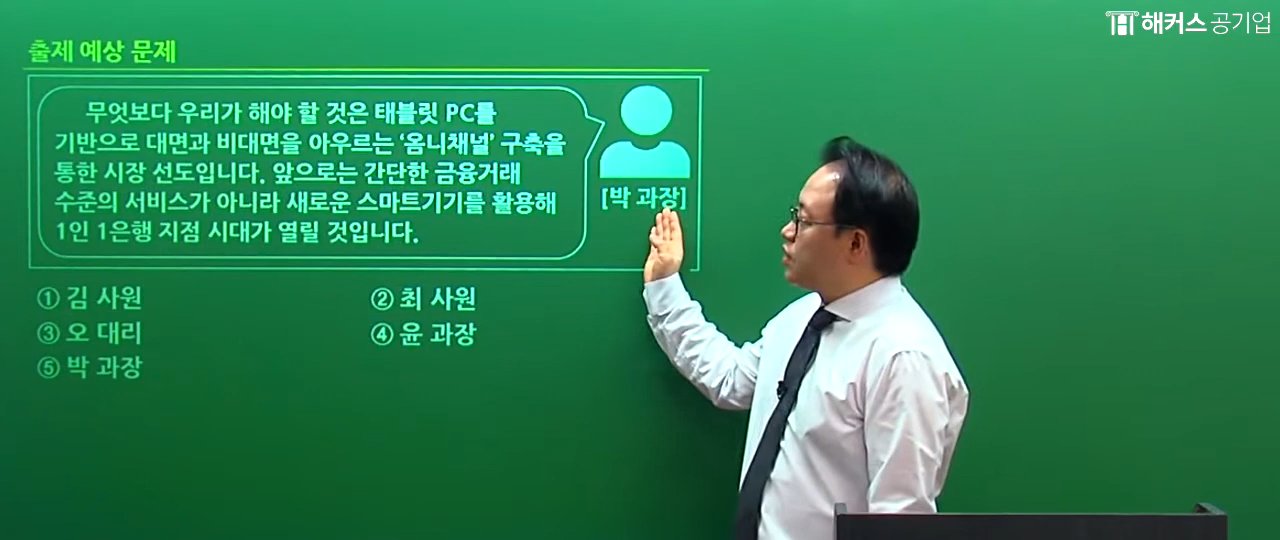 해커스 공기업
출제 예상 문제
무엇보다 우리가 해야 할 것은 태블릿 PC를
기반으로 대면과 비대면을 아우르는 ‘옴니채널’ 구축을
통한 시장 선도입니다. 앞으로는 간단한 금융거래
수준의 서비스가 아니라 새로운 스마트기기를 활용해
1인 1은행 지점 시대가 열릴 것입니다.
[박 과장]
① 김 사원
② 최 사원
③ 오 대리
④ 윤 과장
⑤ 박 과장